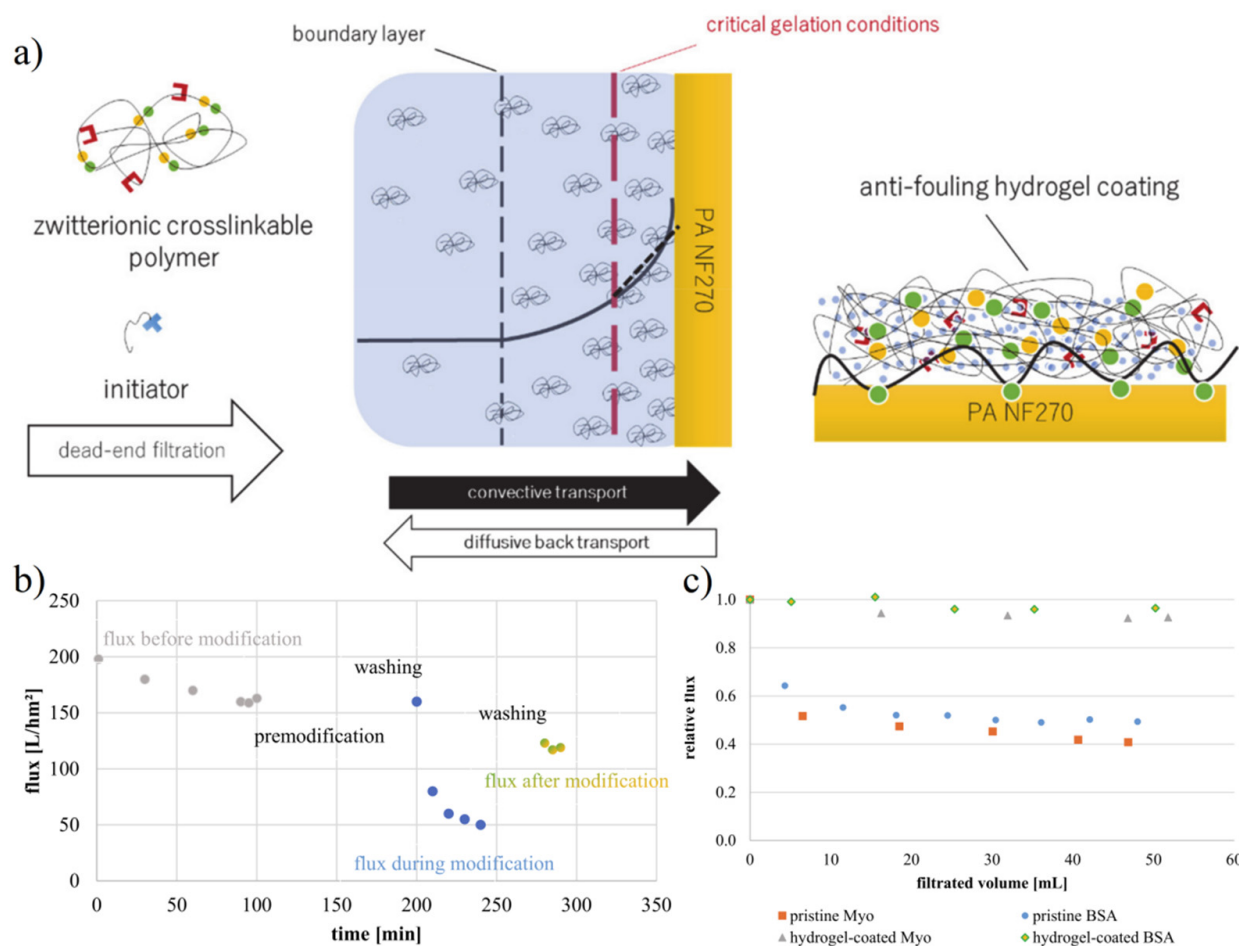 a)
boundary layer
critical gelation conditions
zwitterionic crosslinkable
polymer
initiator
dead-end filtration
PA NF270
convective transport
diffusive back transport
anti-fouling hydrogel coating
PA NF270
b)
250
200
150
100
50
0
flux [L/hm²]
flux before modification
washing
premodification
washing
flux after modification
flux during modification
0 50 100 150 200 250 300 350
time [min]
c)
1.0
0.8
0.6
0.4
0.2
0.0
relative flux
0 10 20 30 40 50 60
filtrated volume [mL]
pristine Myo
pristine BSA
hydrogel-coated Myo
hydrogel-coated BSA